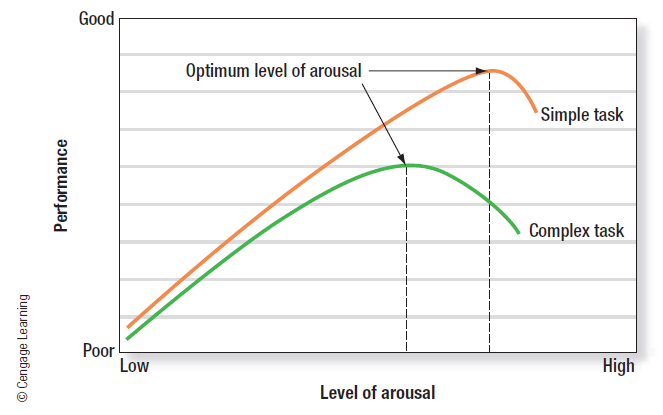 Good
Optimum level of arousal
Simple task
Performance
Complex task
Poor
Low
High
Level of arousal
© Cengage Learning